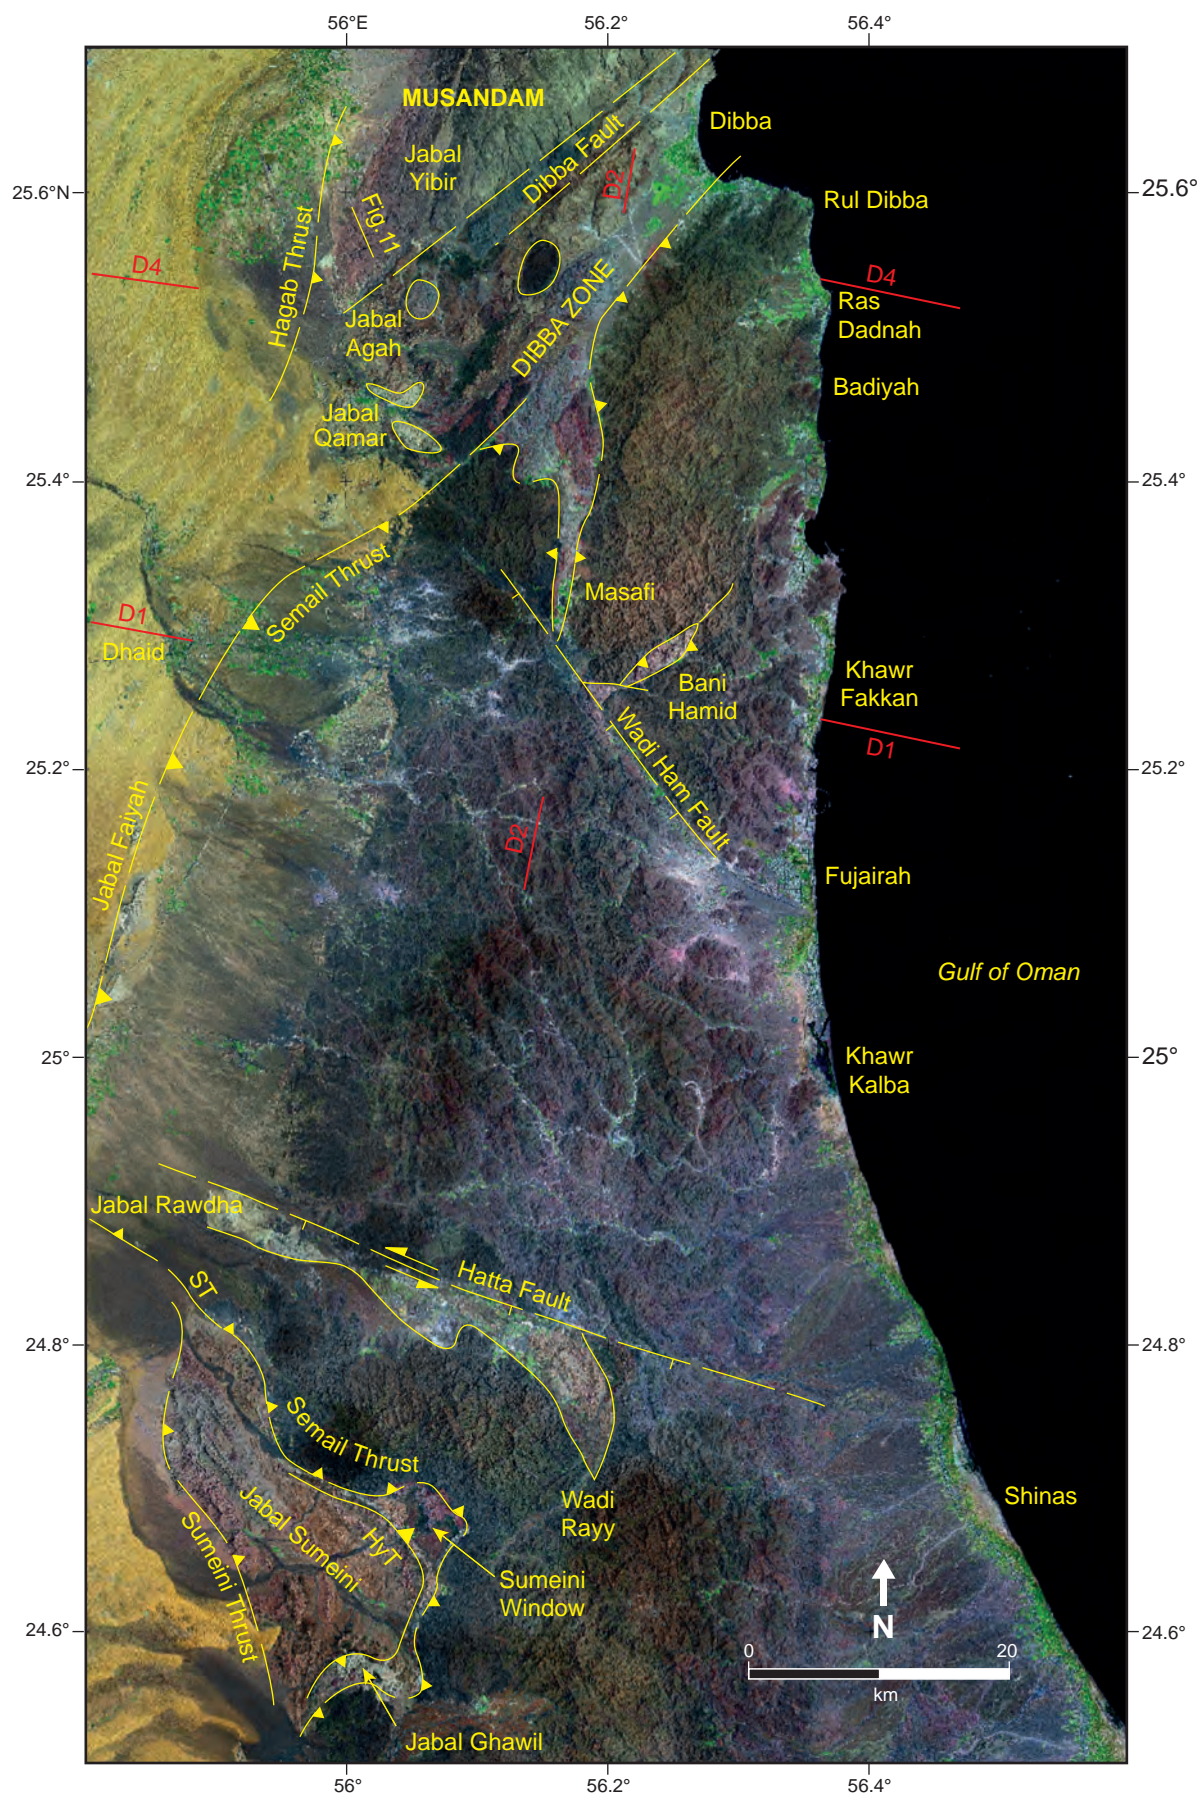 56°E
56.2°
56.4°
MUSANDAM
Dibba
Dibba Fault
Jabal
Yibir
D2
25.6°N
25.6°
Rul Dibba
Fig.11
Hagab Thrust
D4
D4
DIBBA ZONE
Ras
Dadnah
Jabal
Agah
Badiyah
Jabal
Qamar
25.4°
25.4°
Semail Thrust
Masafi
D1
Dhaid
Khawr
Fakkan
Bani
Hamid
D1
Wadi Ham Fault
25.2°
25.2°
Jabal Faiyah
D2
Fujairah
Gulf of Oman
25°
25°
Khawr
Kalba
Jabal Rawdha
ST
Hatta Fault
24.8°
24.8°
Semail Thrust
Jabal Sumeini
HyT
Sumeini Thrust
Wadi
Rayy
Shinas
Sumeini
Window
N
24.6°
24.6°
0
20
km
Jabal Ghawil
56°
56.2°
56.4°